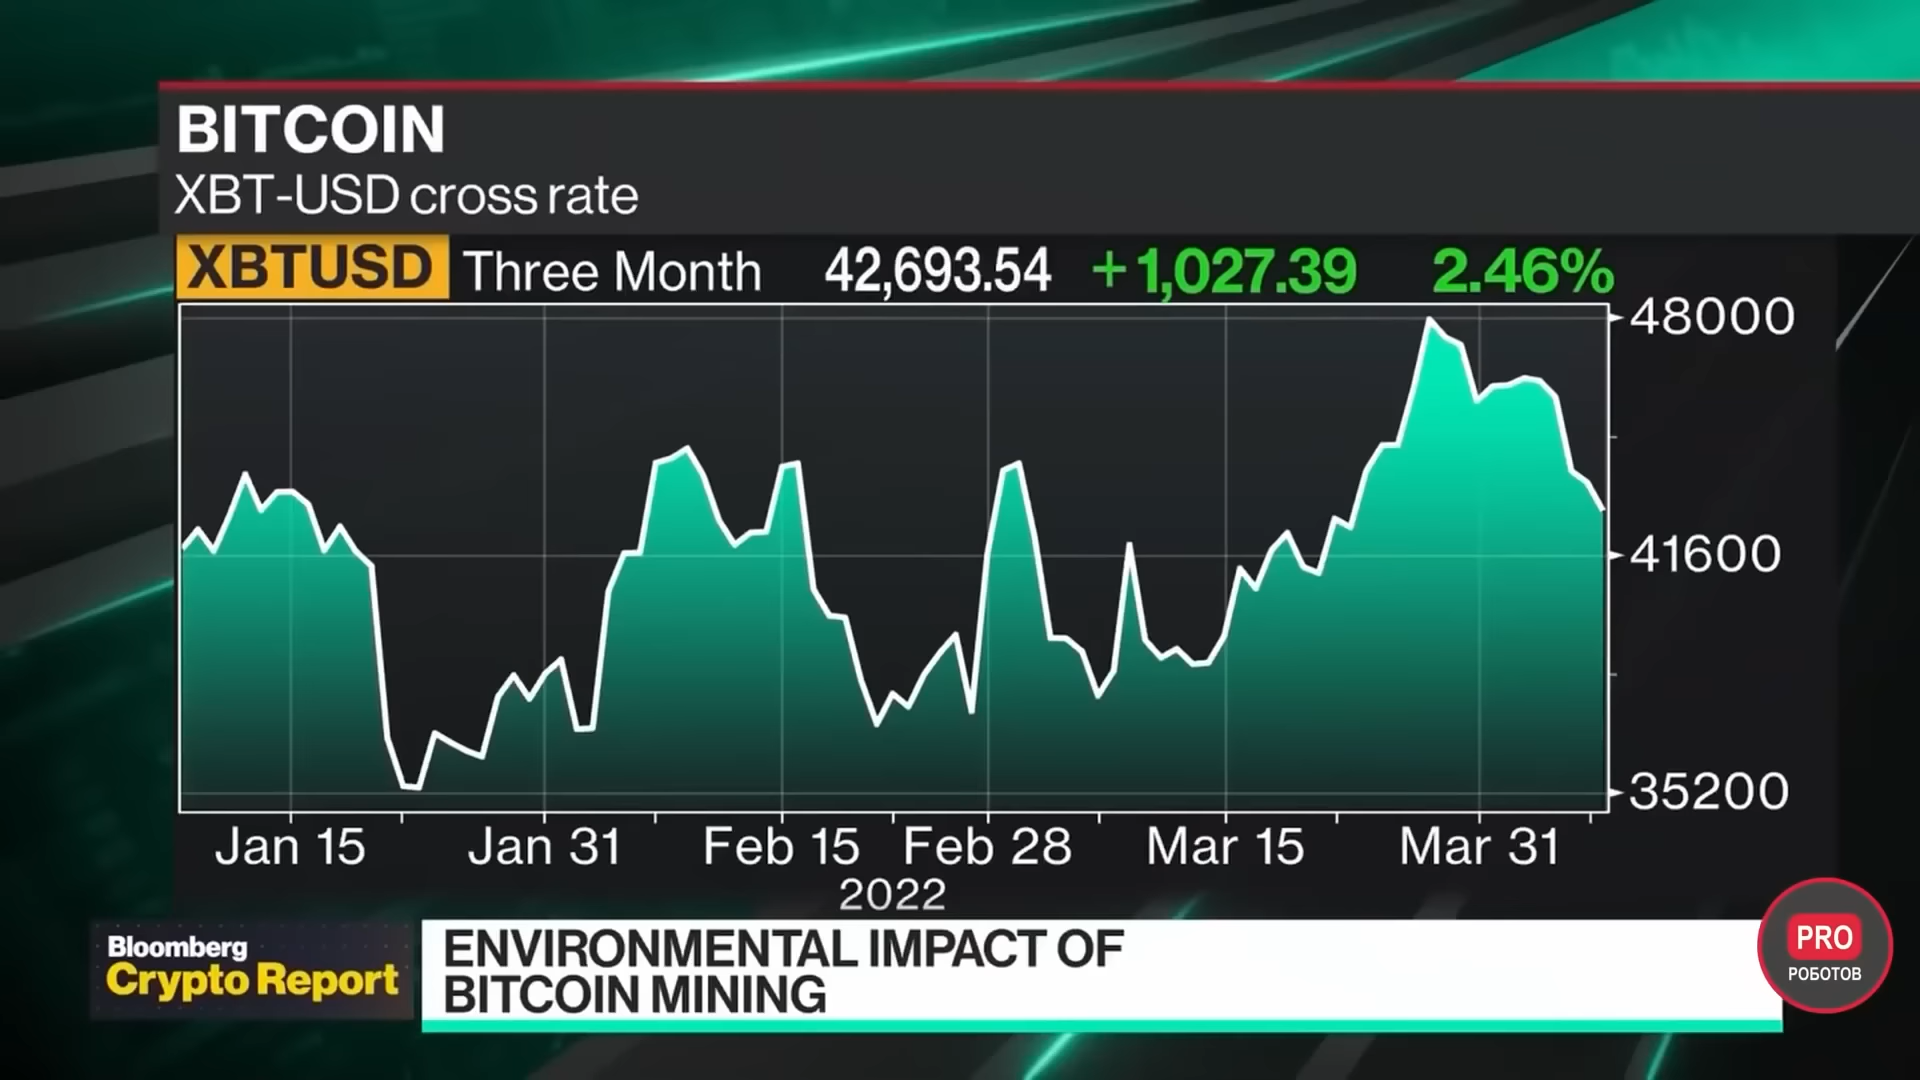 BITCOIN
XBT-USD cross rate
XBTUSD Three Month 42,693.54 +1,027.39 2.46%
48000
41600
35200
Jan 15 Jan 31 Feb 15 Feb 28 Mar 15 Mar 31
2022
Bloomberg
Crypto Report
ENVIRONMENTAL IMPACT OF
BITCOIN MINING
PRO
РОБОТОВ